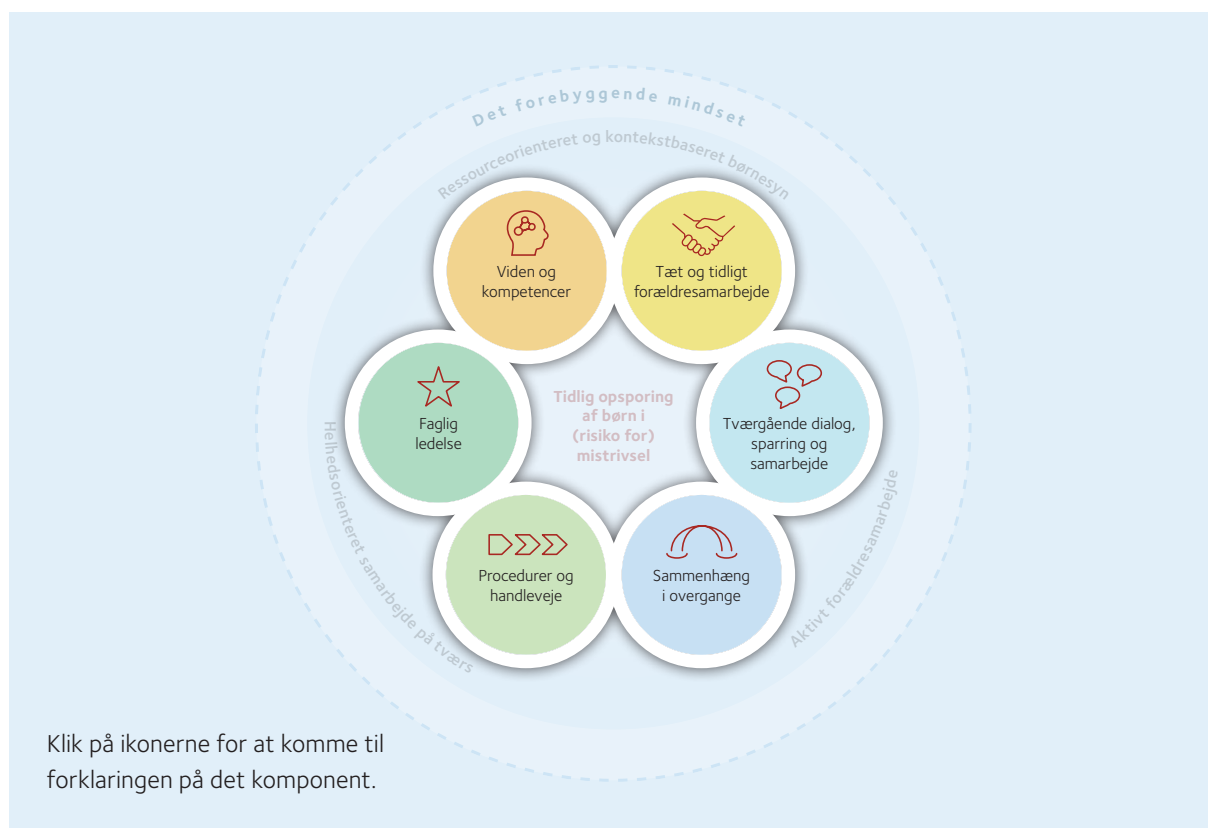 Det forebyggende mindset
Ressourceorienteret og kontekstbaseret børnesyn
Viden og
kompetencer
Tæt og tidligt
forældresamarbejde
Faglig
ledelse
Tidlig opsporing
af børn i
(risiko for)
mistrivsel
Tværgående dialog,
sparring og
samarbejde
Helhedsorienteret samarbejde på tværs
Aktivt forældresamarbejde
Procedurer og
handleveje
Sammenhæng
i overgange
Klik på ikonerne for at komme til
forklaringen på det komponent.